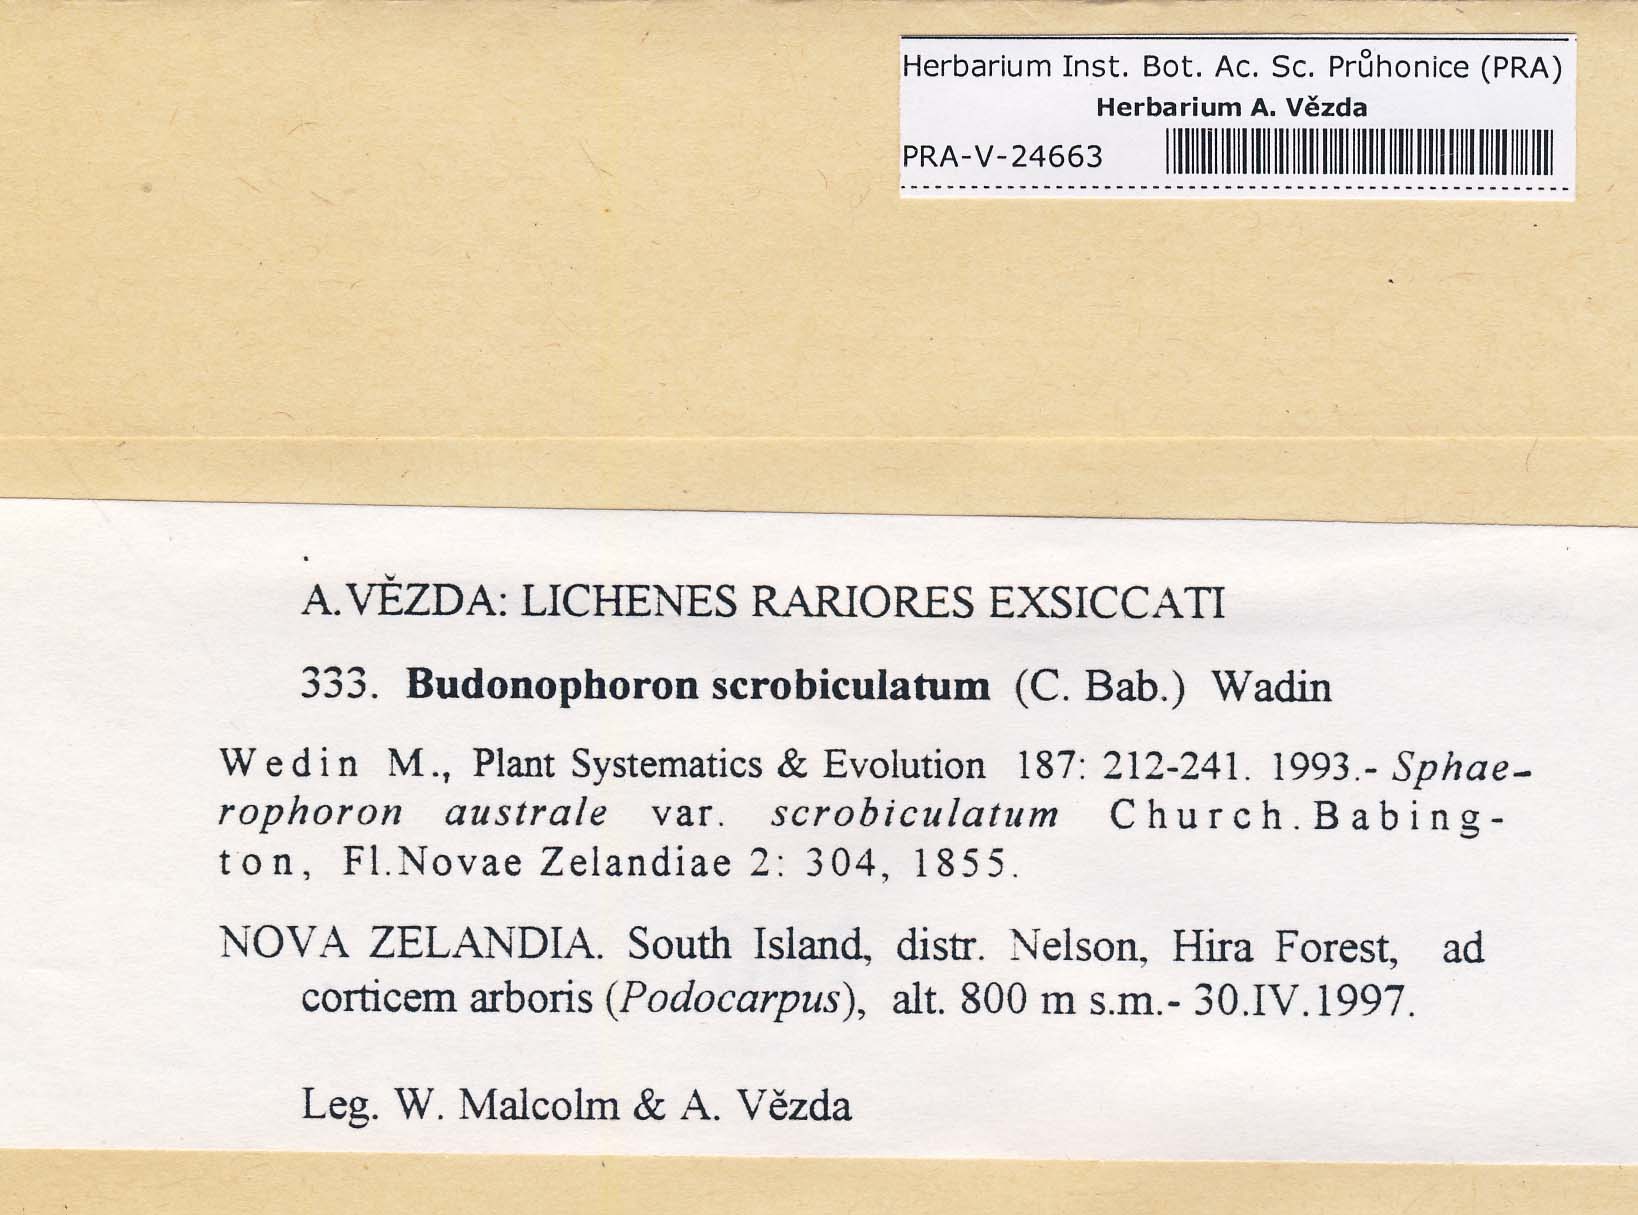 Herbarium Inst. Bot. Ac. Sc. Průhonice (PRA)
Herbarium A. Vězda
PRA-V-24663
A.VĚZDA: LICHENES RARIORES EXSICCATI
333. Budonophoron scrobiculatum (C. Bab.) Wadin
Wedin M., Plant Systematics & Evolution 187: 212-241. 1993.- Sphae-
rophoron australe var. scrobiculatum Church.Babing-
ton, Fl.Novae Zelandiae 2: 304, 1855.
NOVA ZELANDIA. South Island, distr. Nelson, Hira Forest, ad
corticem arboris (Podocarpus), alt. 800 m s.m.- 30.IV.1997.
Leg. W. Malcolm & A. Vězda